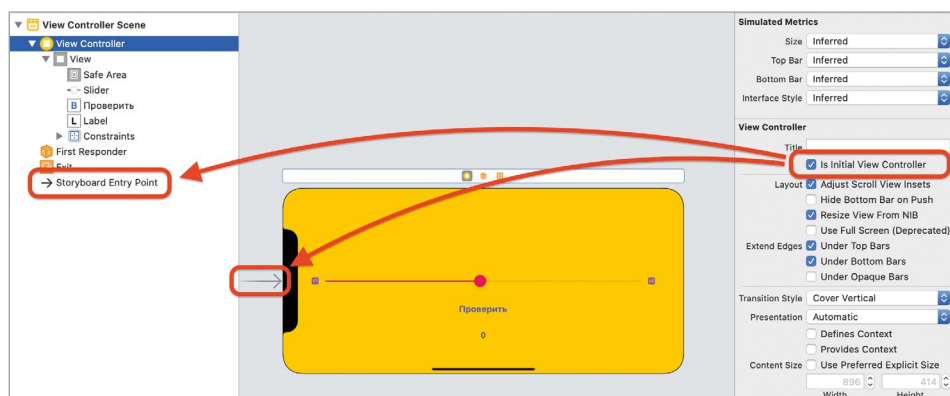 View Controller Scene
View Controller
View
Safe Area
Slider
B Проверить
L Label
Constraints
First Responder
Exit
Storyboard Entry Point
Проверить
0
Simulated Metrics
Size Inferred
Top Bar Inferred
Bottom Bar Inferred
Interface Style Inferred
View Controller
Title
Is Initial View Controller
Layout Adjust Scroll View Insets
Hide Bottom Bar on Push
Resize View From NIB
Use Full Screen (Deprecated)
Extend Edges Under Top Bars
Under Bottom Bars
Under Opaque Bars
Transition Style Cover Vertical
Presentation Automatic
Defines Context
Provides Context
Content Size Use Preferred Explicit Size
896 414
Width Height